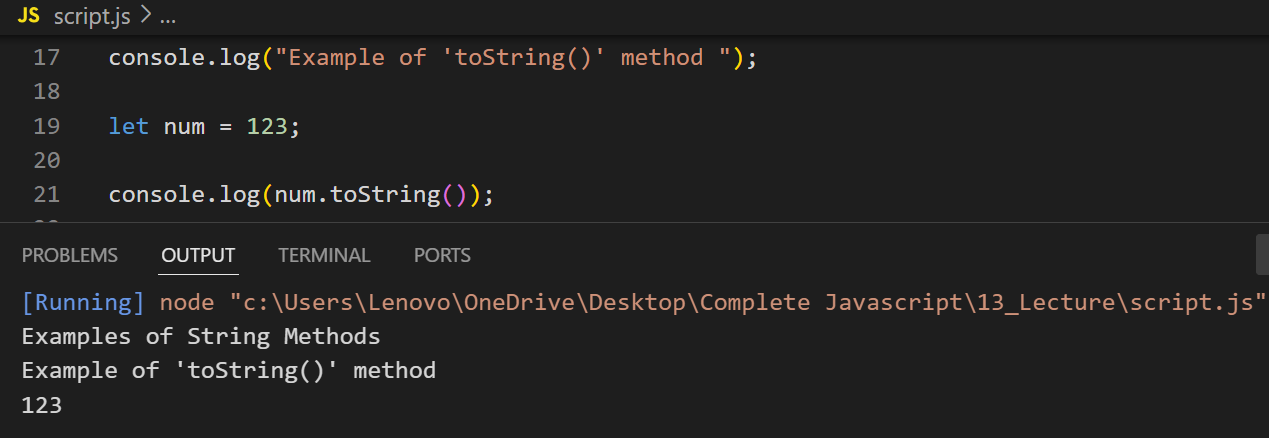 JS script.js > ...
17 console.log("Example of 'toString()' method ");
18
19 let num = 123;
20
21 console.log(num.toString());
PROBLEMS OUTPUT TERMINAL PORTS
[Running] node "c:\Users\Lenovo\OneDrive\Desktop\Complete Javascript\13_Lecture\script.js"
Examples of String Methods
Example of 'toString()' method
123